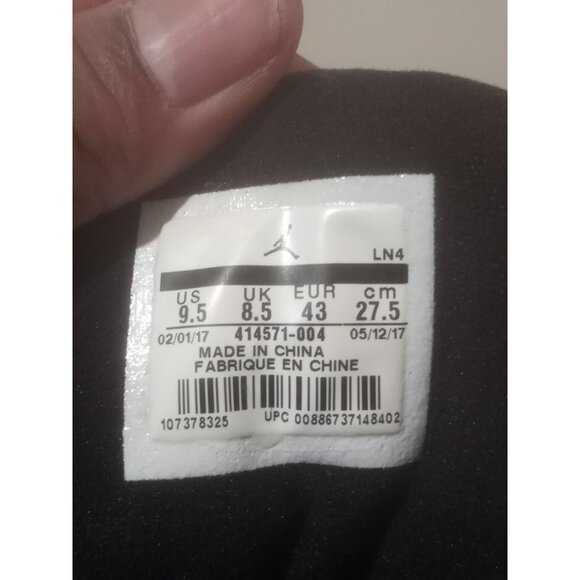 LN4
US UK EUR cm
9.5 8.5 43 27.5
02/01/17 414571-004 05/12/17
MADE IN CHINA
FABRIQUE EN CHINE
107378325 UPC 00886737148402